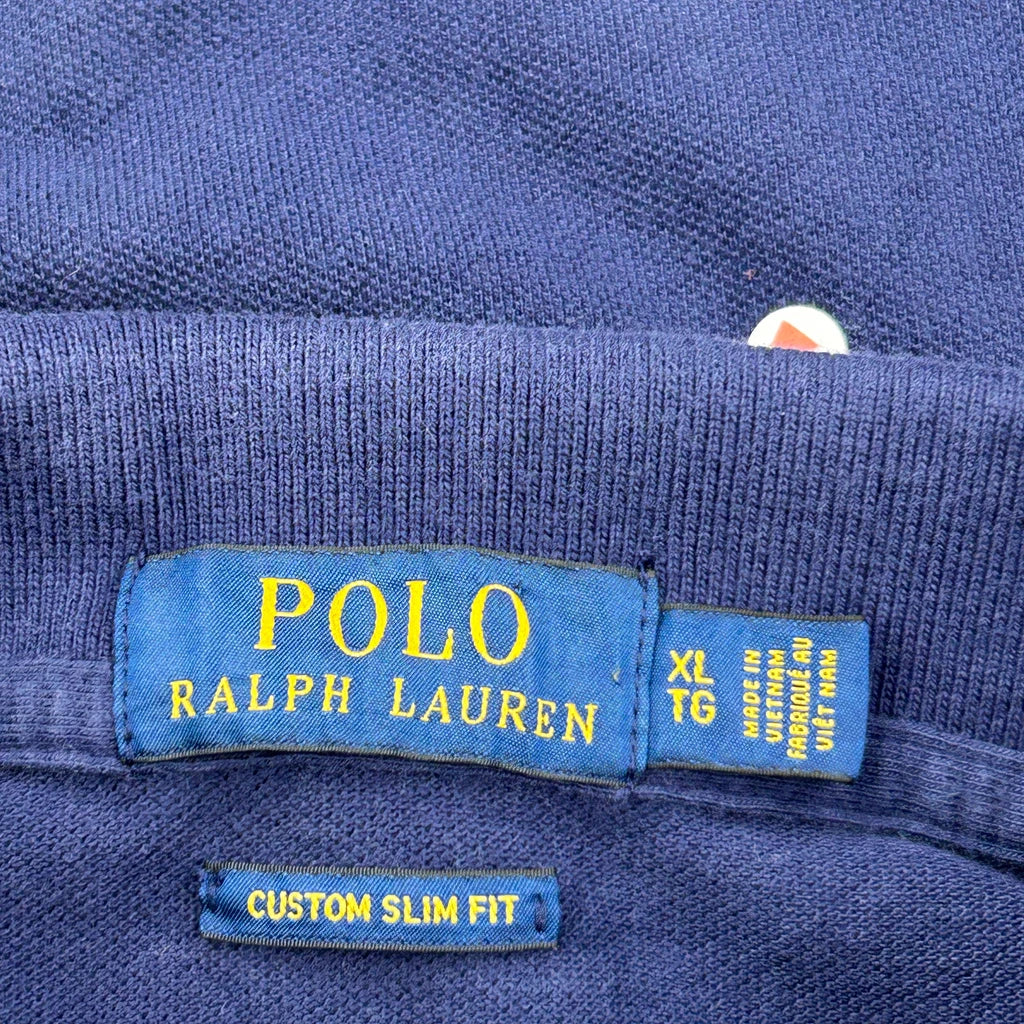 POLO
RALPH LAUREN
XL
TG
MADE IN
VIETNAM
FABRIQUÉ AU
VIÊT NAM
CUSTOM SLIM FIT